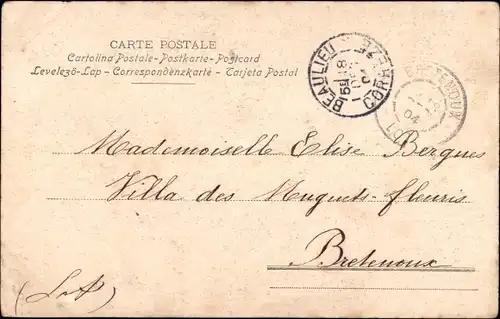 CARTE POSTALE
Cartolina Postale-Postkarte-Postcard
Levelező-Lap - Correspondenzkarte - Tarjeta Postal
BEAULIEU
CORR
BRETENOUX
LOT
04
Mademoiselle Elise Bergues
Villa des Muguets-fleuris
Bretenoux
(Lot)